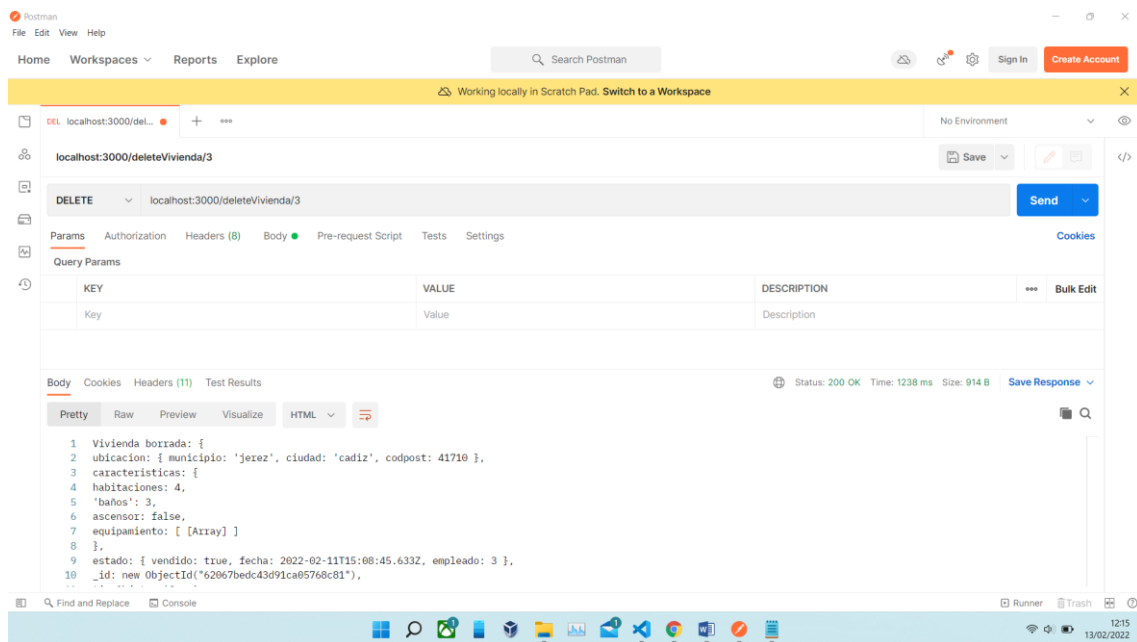 Postman
File Edit View Help
Home Workspaces Reports Explore Search Postman Sign In Create Account
Working locally in Scratch Pad. Switch to a Workspace
DEL localhost:3000/del... No Environment
localhost:3000/deleteVivienda/3 Save
DELETE localhost:3000/deleteVivienda/3 Send
Params Authorization Headers (8) Body Pre-request Script Tests Settings Cookies
Query Params
KEY VALUE DESCRIPTION Bulk Edit
Key Value Description
Body Cookies Headers (11) Test Results Status: 200 OK Time: 1238 ms Size: 914 B Save Response
Pretty Raw Preview Visualize HTML
1 Vivienda borrada: {
2 ubicacion: { municipio: 'jerez', ciudad: 'cadiz', codpost: 41710 },
3 caracteristicas: {
4 habitaciones: 4,
5 'baños': 3,
6 ascensor: false,
7 equipamiento: [ [Array] ]
8 },
9 estado: { vendido: true, fecha: 2022-02-11T15:08:45.633Z, empleado: 3 },
10 _id: new ObjectId("62067bedc43d91ca05768c81"),
Find and Replace Console Runner Trash
12:15
13/02/2022